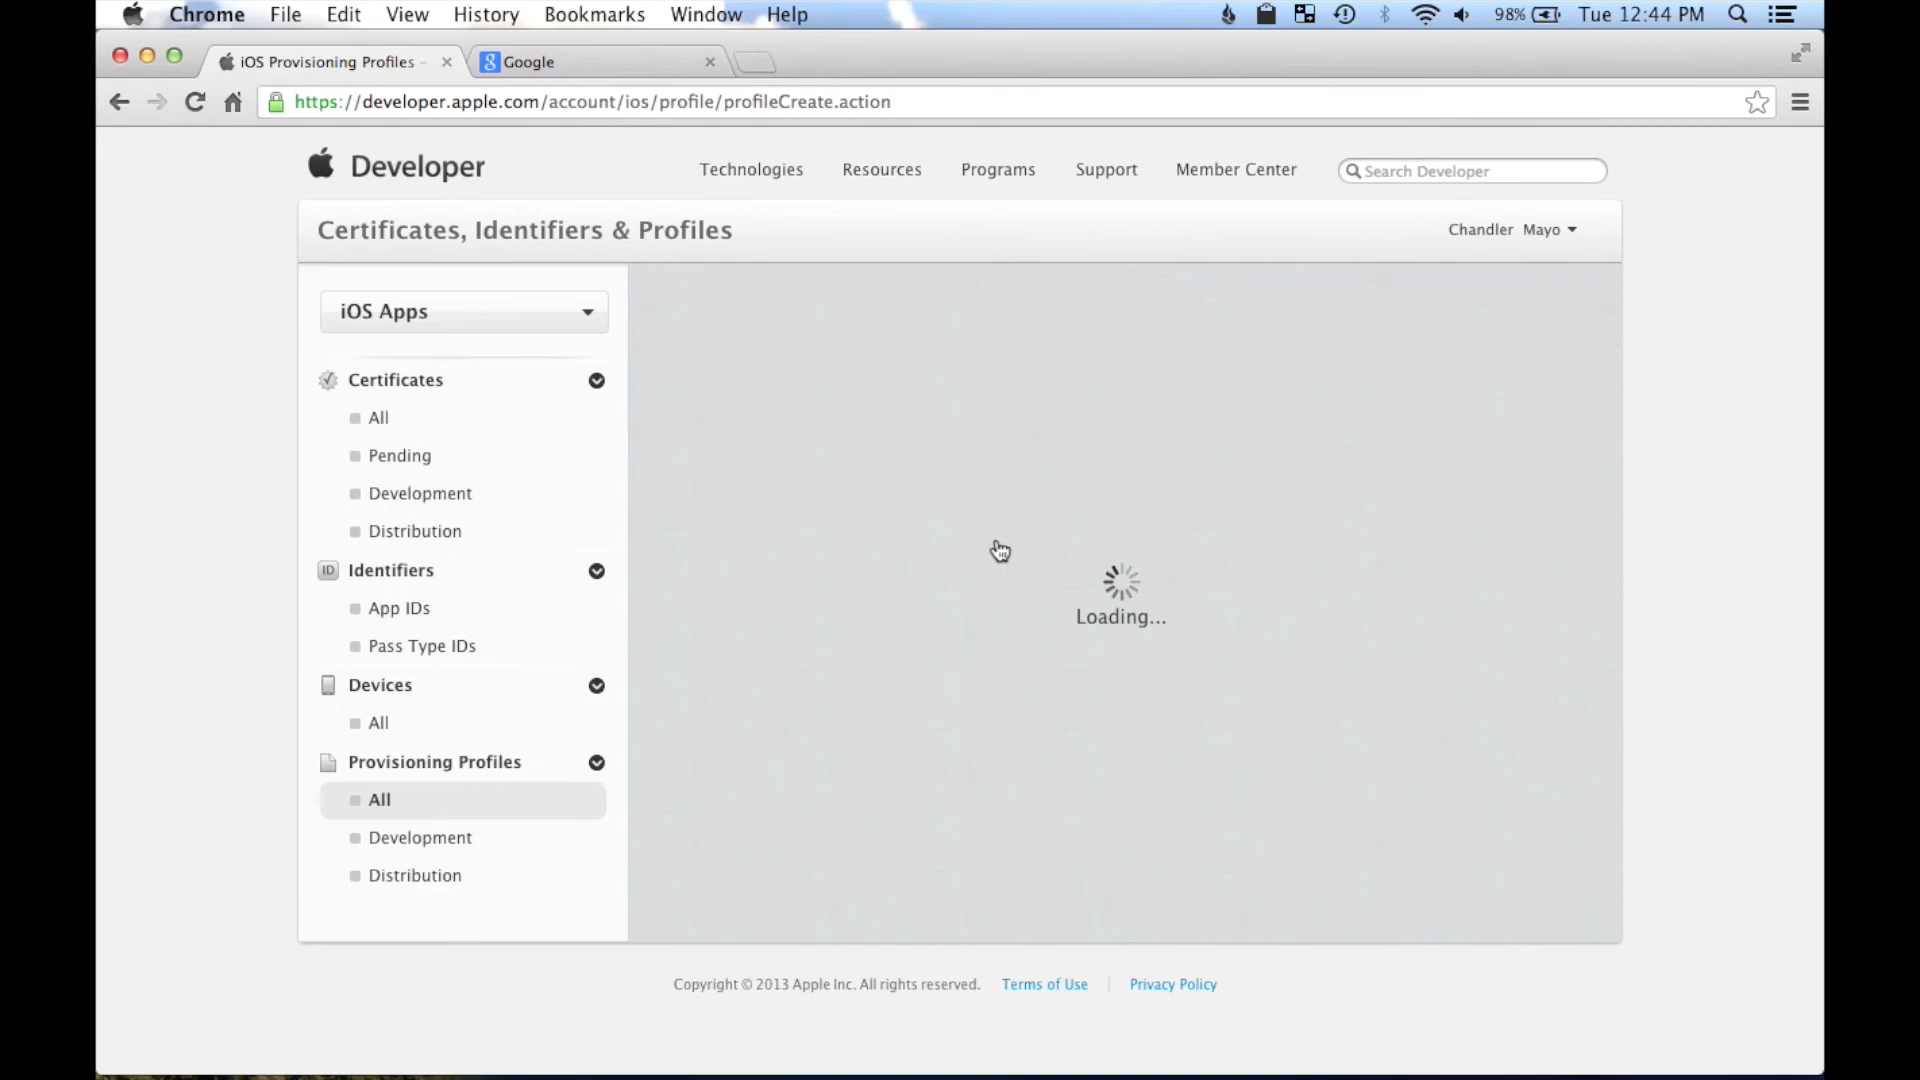 Chrome File Edit View History Bookmarks Window Help 98% Tue 12:44 PM
iOS Provisioning Profiles - Google
https://developer.apple.com/account/ios/profile/profileCreate.action
Developer Technologies Resources Programs Support Member Center Search Developer
Certificates, Identifiers & Profiles Chandler Mayo
iOS Apps
Certificates
All
Pending
Development
Distribution
ID Identifiers
App IDs
Pass Type IDs
Devices
All
Provisioning Profiles
All
Development
Distribution
Loading...
Copyright © 2013 Apple Inc. All rights reserved. Terms of Use Privacy Policy